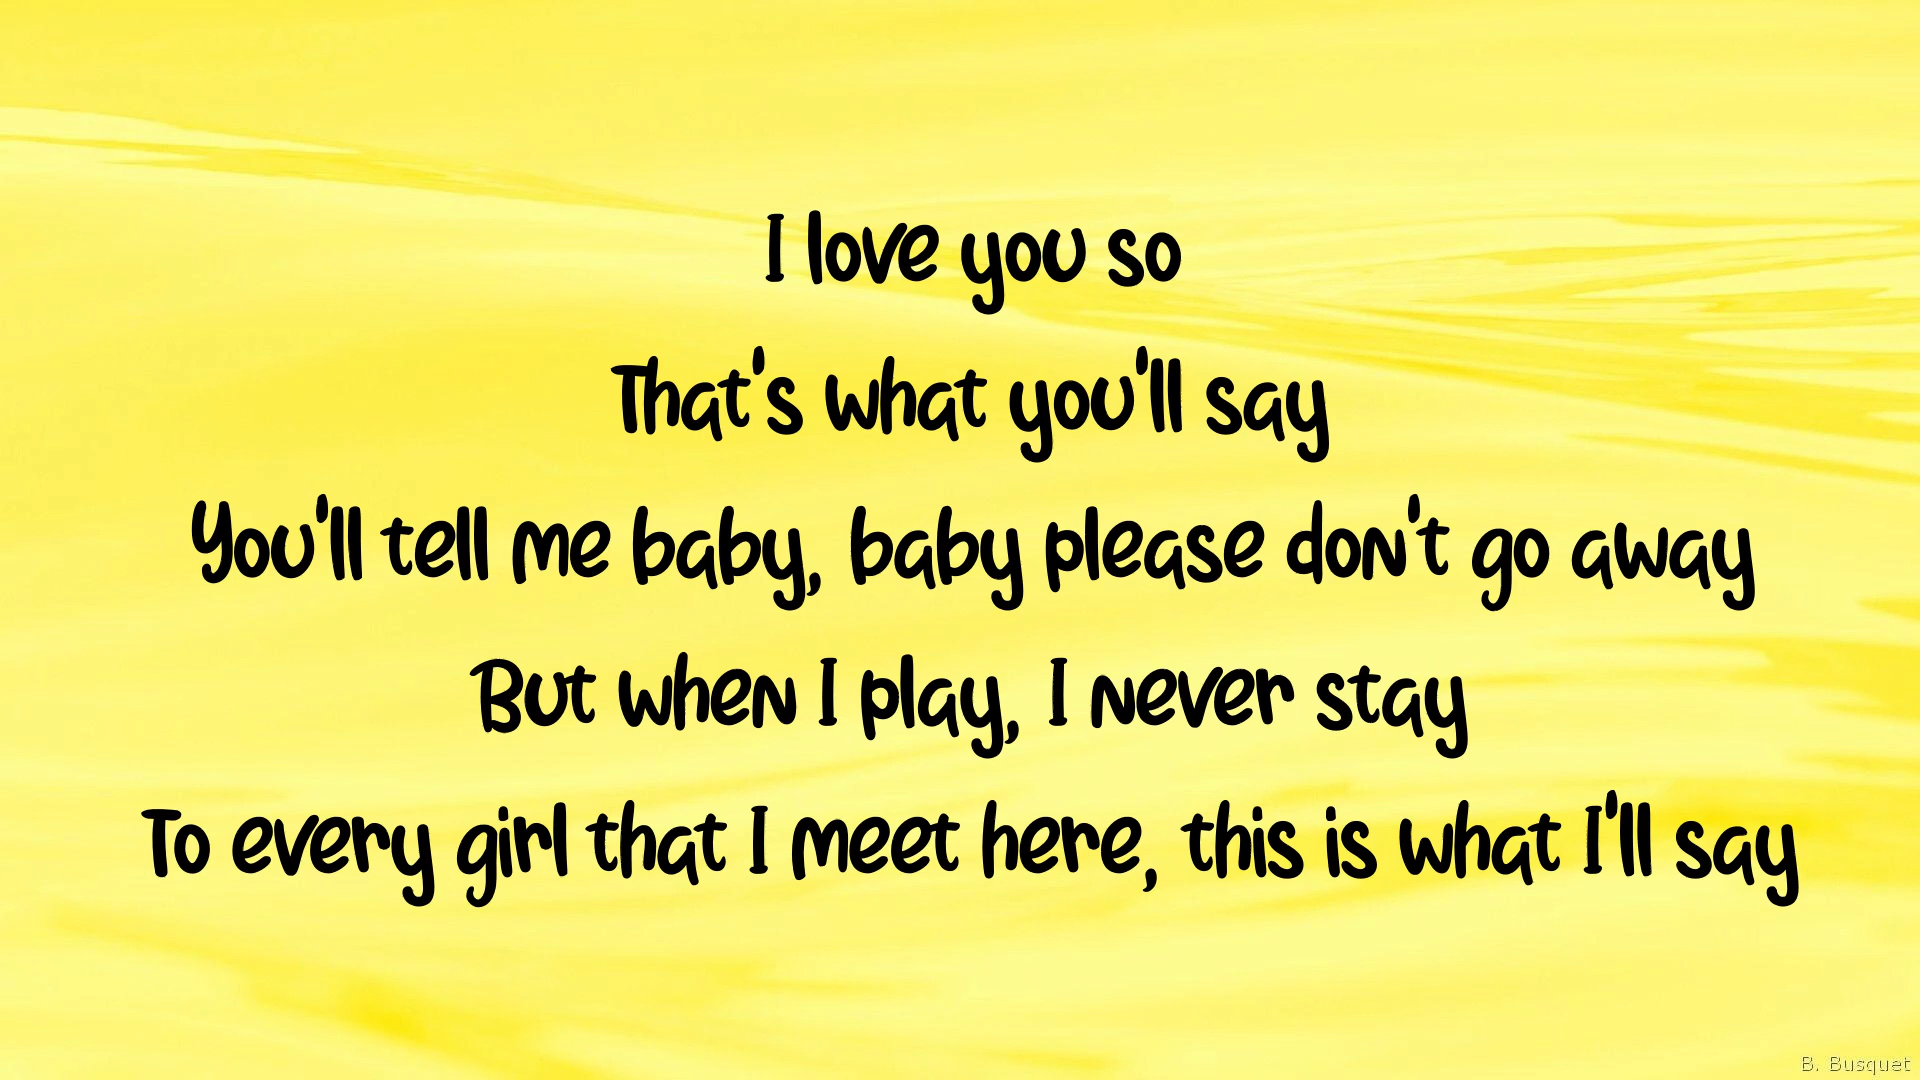 I love you so
That's what you'll say
You'll tell me baby, baby please don't go away
But when I play, I never stay
To every girl that I meet here, this is what I'll say
B. Busquet